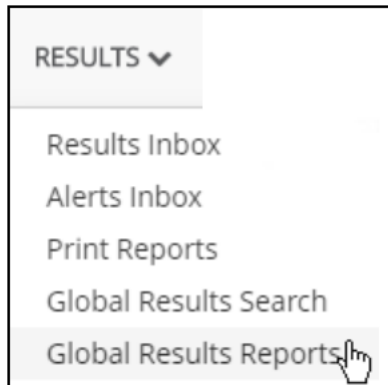 RESULTS
Results Inbox
Alerts Inbox
Print Reports
Global Results Search
Global Results Reports